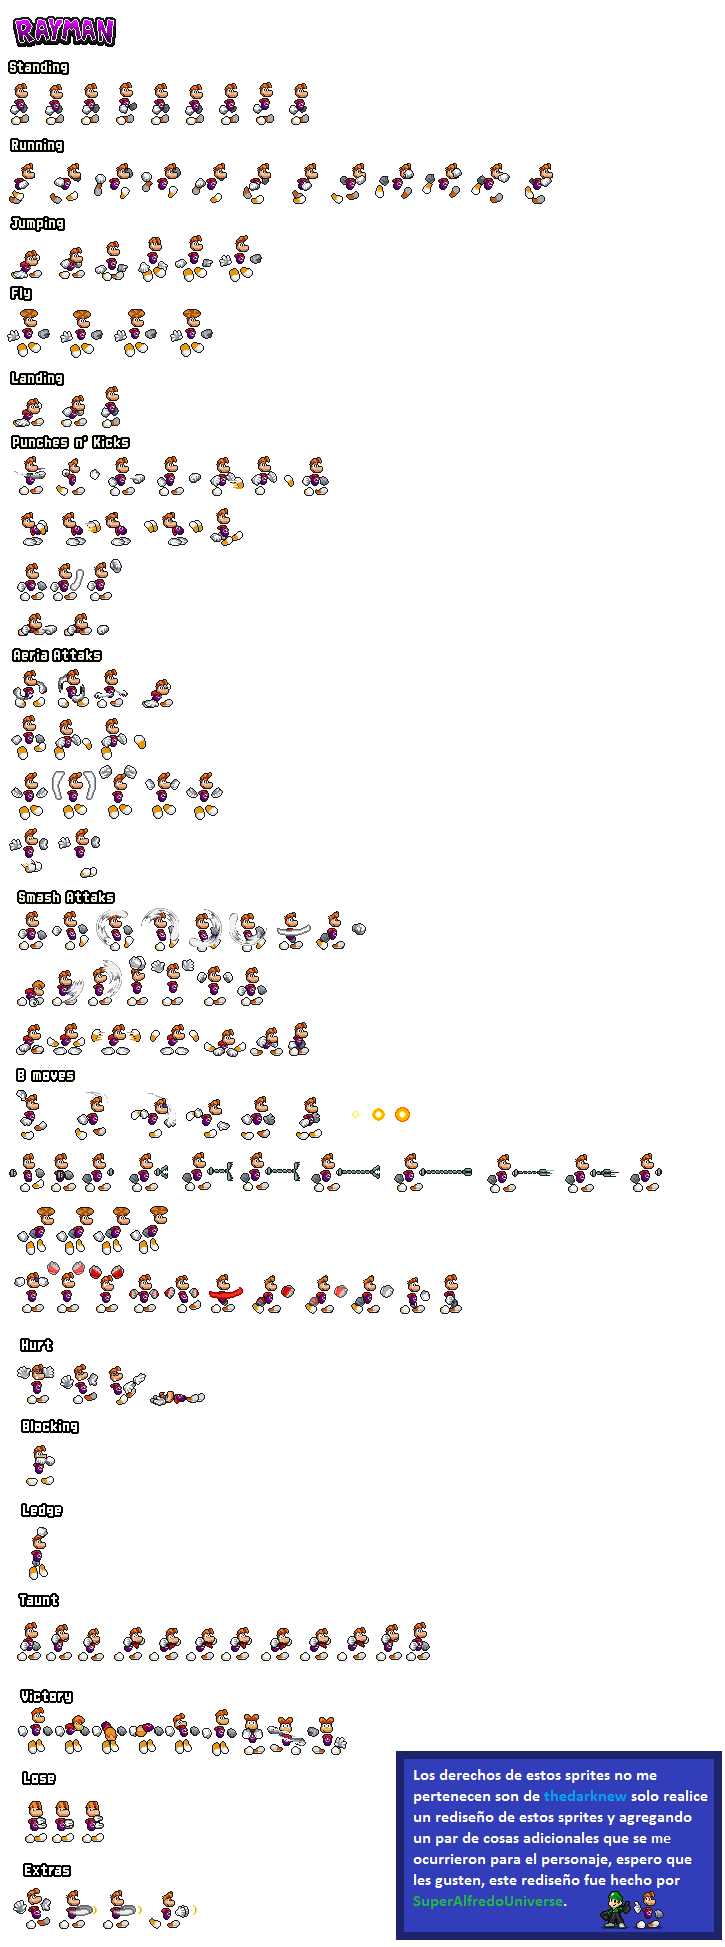 RAYMAN
Standing
Running
Jumping
Fly
Landing
Punches n' Kicks
Aeria Attaks
Smash Attaks
B moves
Hurt
Blocking
Ledge
Taunt
Victory
Lose
Extras
Los derechos de estos sprites no me
pertenecen son de thedarknew solo realice
un rediseño de estos sprites y agregando
un par de cosas adicionales que se me
ocurrieron para el personaje, espero que
les gusten, este rediseño fue hecho por
SuperAlfredoUniverse.